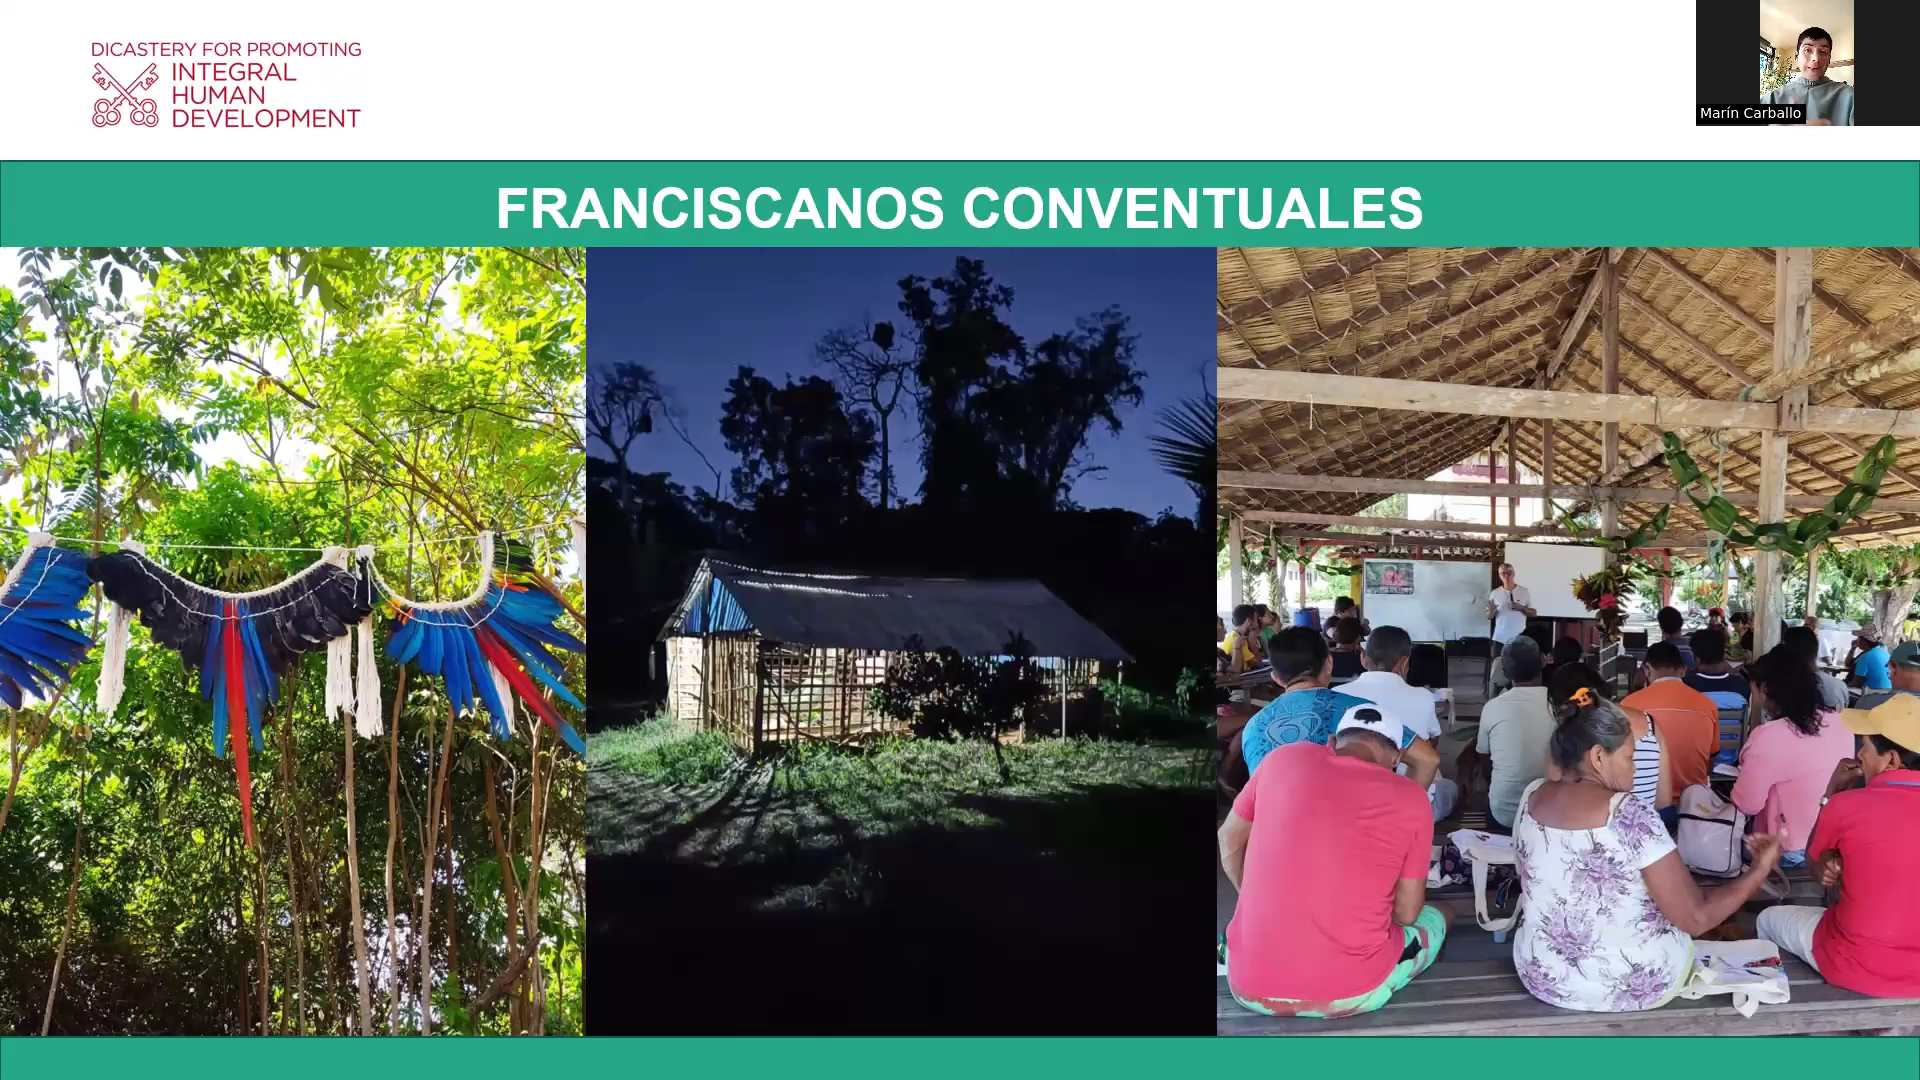 DICASTERY FOR PROMOTING
INTEGRAL
HUMAN
DEVELOPMENT
Marín Carballo
FRANCISCANOS CONVENTUALES